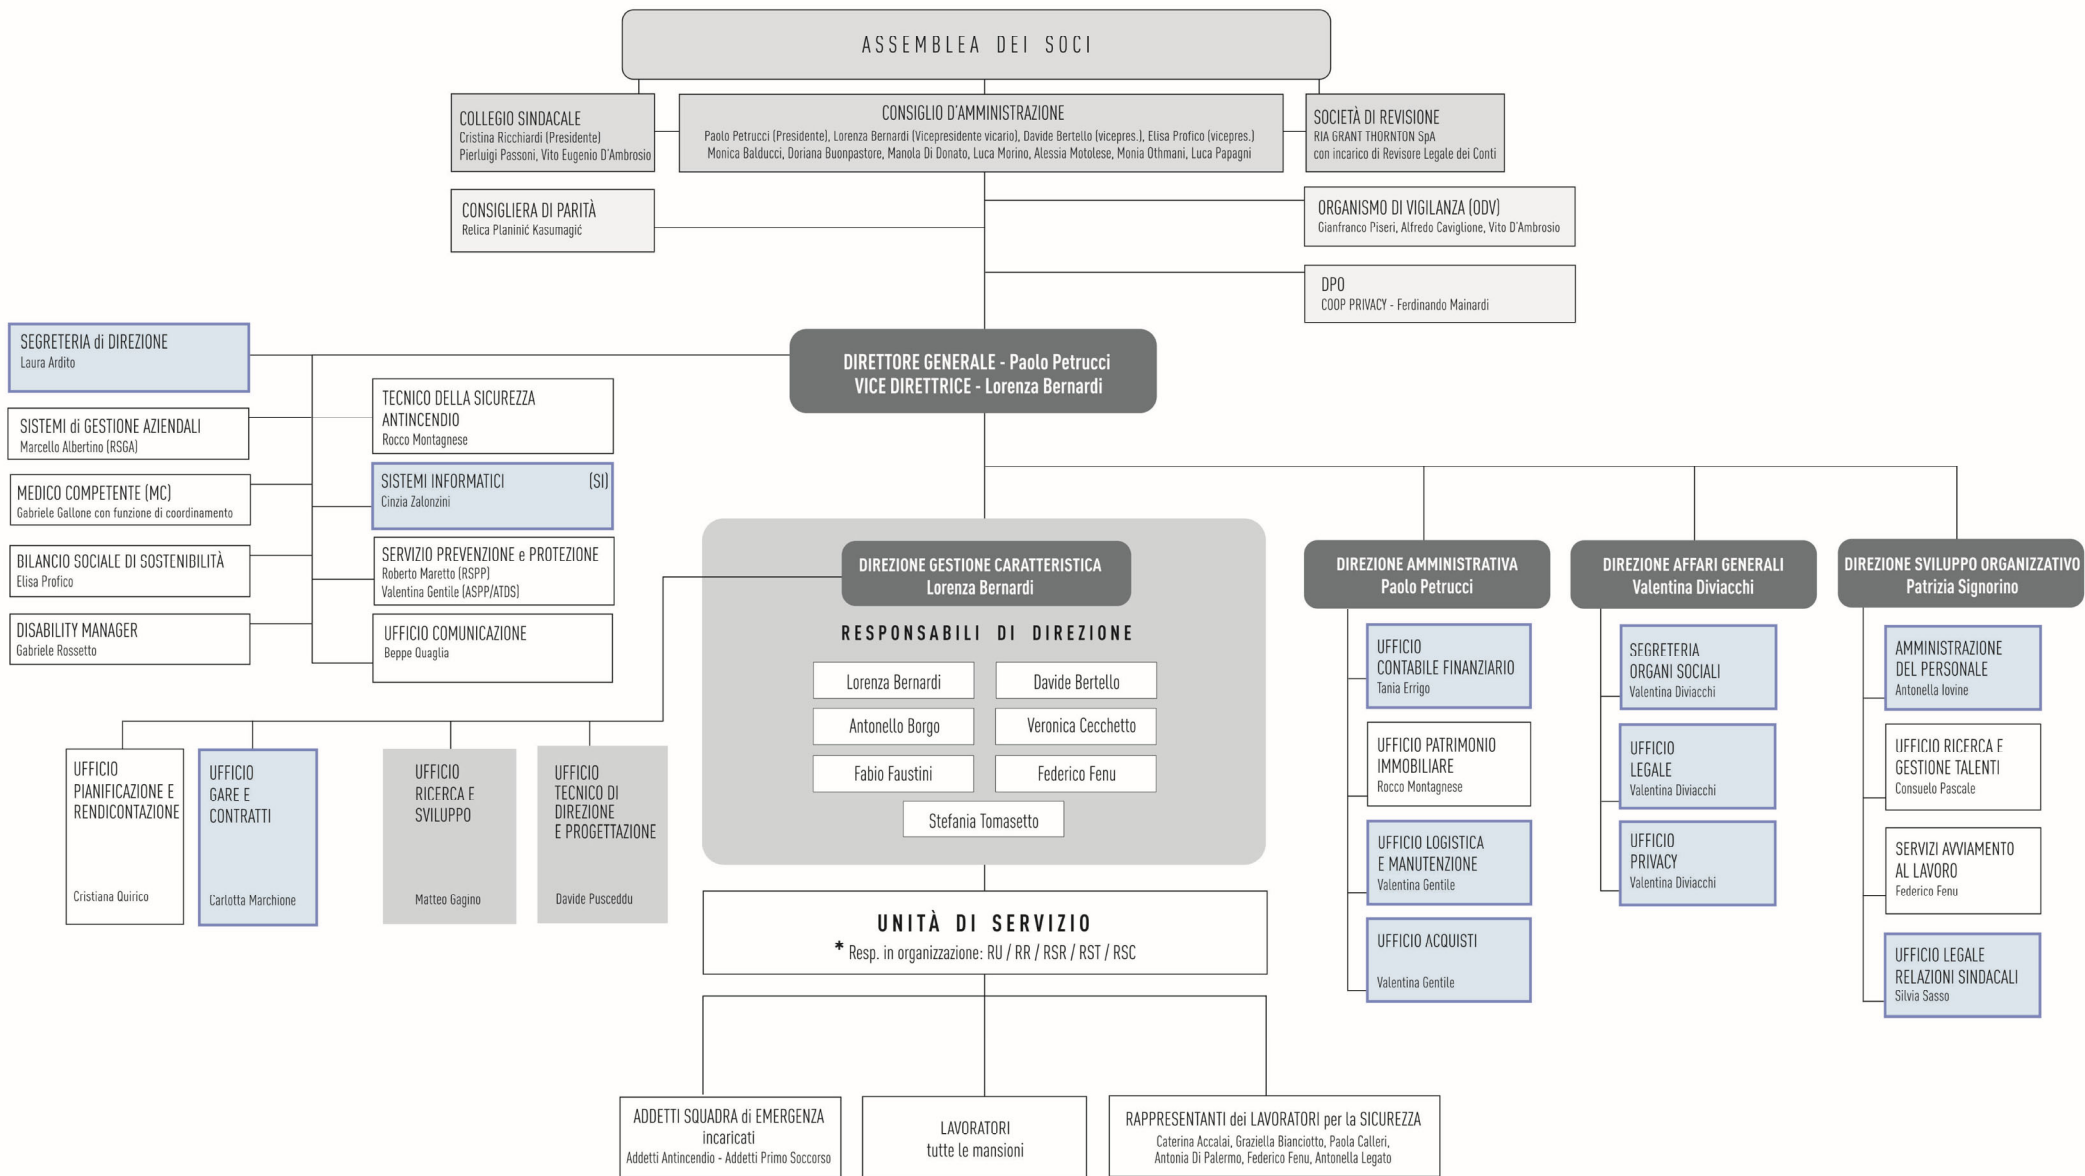 ASSEMBLEA DEI SOCI
COLLEGIO SINDACALE
Cristina Ricchiardi (Presidente)
Pierluigi Passoni, Vito Eugenio D'Ambrosio
CONSIGLIO D'AMMINISTRAZIONE
Paolo Petrucci (Presidente), Lorenza Bernardi (Vicepresidente vicario), Davide Bertello (vicepres.), Elisa Profico (vicepres.)
Monica Balducci, Doriana Buonpastore, Manola Di Donato, Luca Morino, Alessia Motolese, Monia Othmani, Luca Papagni
SOCIETÀ DI REVISIONE
RIA GRANT THORNTON SpA
con incarico di Revisore Legale dei Conti
CONSIGLIERA DI PARITÀ
Relica Planinić Kasumagić
ORGANISMO DI VIGILANZA (ODV)
Gianfranco Piseri, Alfredo Caviglione, Vito D'Ambrosio
DPO
COOP PRIVACY - Ferdinando Mainardi
DIRETTORE GENERALE - Paolo Petrucci
VICE DIRETTRICE - Lorenza Bernardi
SEGRETERIA di DIREZIONE
Laura Ardito
SISTEMI di GESTIONE AZIENDALI
Marcello Albertino (RSGA)
MEDICO COMPETENTE (MC)
Gabriele Gallone con funzione di coordinamento
BILANCIO SOCIALE DI SOSTENIBILITÀ
Elisa Profico
DISABILITY MANAGER
Gabriele Rossetto
TECNICO DELLA SICUREZZA
ANTINCENDIO
Rocco Montagnese
SISTEMI INFORMATICI (SI)
Cinzia Zalonzini
SERVIZIO PREVENZIONE e PROTEZIONE
Roberto Maretto (RSPP)
Valentina Gentile (ASPP/ATDS)
UFFICIO COMUNICAZIONE
Beppe Quaglia
DIREZIONE GESTIONE CARATTERISTICA
Lorenza Bernardi
RESPONSABILI DI DIREZIONE
Lorenza Bernardi
Davide Bertello
Antonello Borgo
Veronica Cecchetto
Fabio Faustini
Federico Fenu
Stefania Tomasetto
UFFICIO
PIANIFICAZIONE E
RENDICONTAZIONE
Cristiana Quirico
UFFICIO
GARE E
CONTRATTI
Carlotta Marchione
UFFICIO
RICERCA E
SVILUPPO
Matteo Gagino
UFFICIO
TECNICO DI
DIREZIONE
E PROGETTAZIONE
Davide Pusceddu
DIREZIONE AMMINISTRATIVA
Paolo Petrucci
UFFICIO
CONTABILE FINANZIARIO
Tania Errigo
UFFICIO PATRIMONIO
IMMOBILIARE
Rocco Montagnese
UFFICIO LOGISTICA
E MANUTENZIONE
Valentina Gentile
UFFICIO ACQUISTI
Valentina Gentile
DIREZIONE AFFARI GENERALI
Valentina Diviacchi
SEGRETERIA
ORGANI SOCIALI
Valentina Diviacchi
UFFICIO
LEGALE
Valentina Diviacchi
UFFICIO
PRIVACY
Valentina Diviacchi
DIREZIONE SVILUPPO ORGANIZZATIVO
Patrizia Signorino
AMMINISTRAZIONE
DEL PERSONALE
Antonella Iovine
UFFICIO RICERCA E
GESTIONE TALENTI
Consuelo Pascale
SERVIZI AVVIAMENTO
AL LAVORO
Federico Fenu
UFFICIO LEGALE
RELAZIONI SINDACALI
Silvia Sasso
UNITÀ DI SERVIZIO
* Resp. in organizzazione: RU / RR / RSR / RST / RSC
ADDETTI SQUADRA di EMERGENZA
incaricati
Addetti Antincendio - Addetti Primo Soccorso
LAVORATORI
tutte le mansioni
RAPPRESENTANTI dei LAVORATORI per la SICUREZZA
Caterina Accalai, Graziella Bianciotto, Paola Calleri,
Antonia Di Palermo, Federico Fenu, Antonella Legato